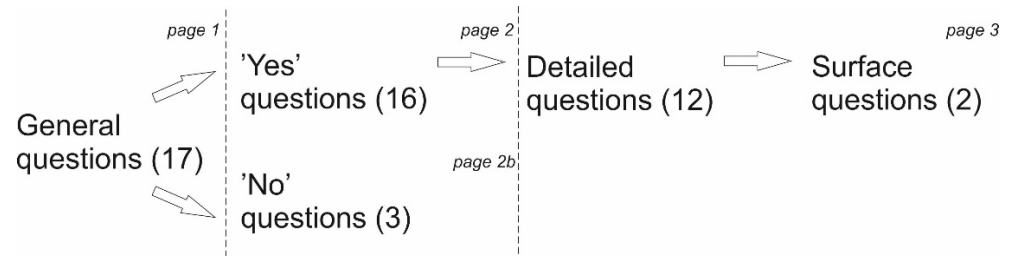 page 1
General
questions (17)
page 2
’Yes’
questions (16)
page 2b
’No’
questions (3)
page 3
Detailed
questions (12)
Surface
questions (2)